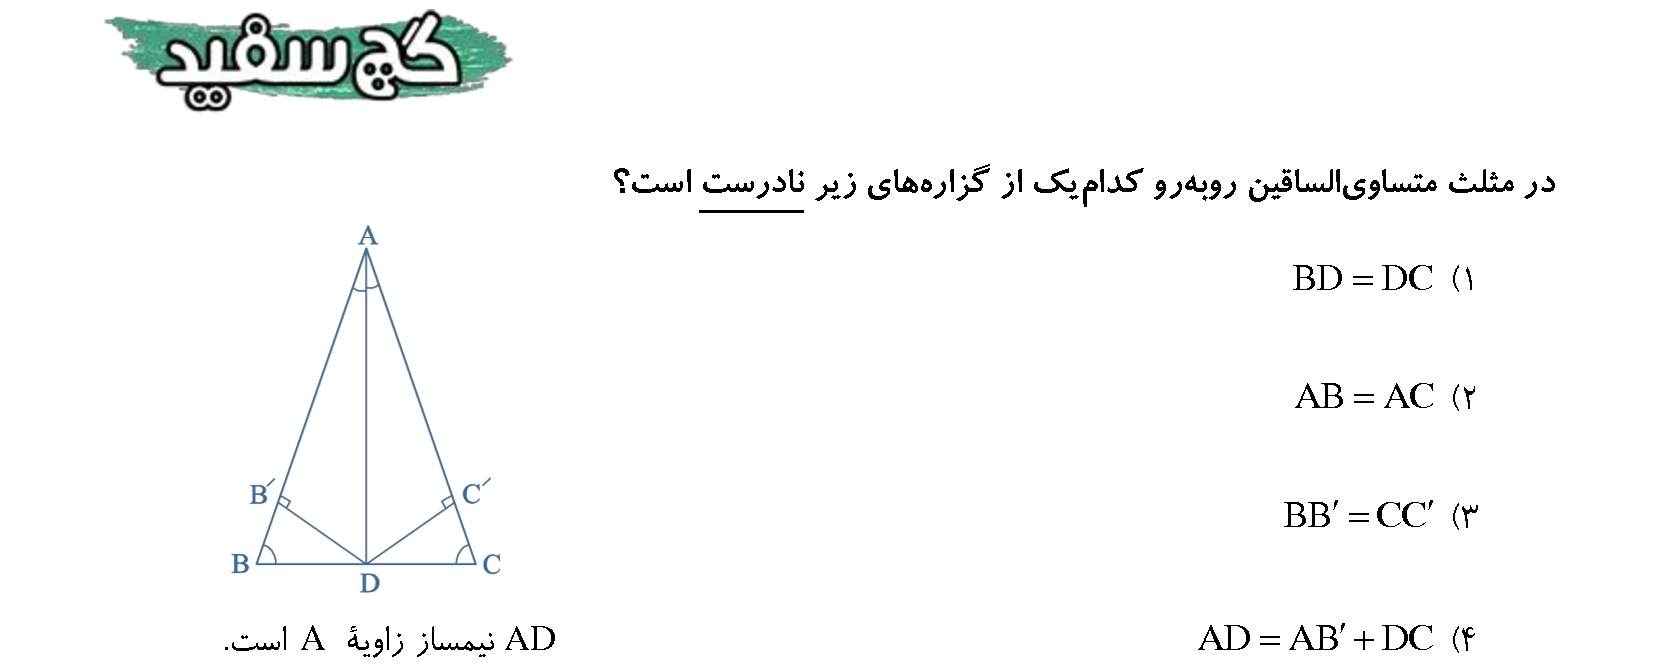 گچ سفید
در مثلث متساوی‌الساقین روبه‌رو کدام‌یک از گزاره‌های زیر نادرست است؟
۱) BD = DC
۲) AB = AC
۳) BB′ = CC′
۴) AD = AB′ + DC
A
B′
C′
B
C
D
AD نیمساز زاویهٔ A است.